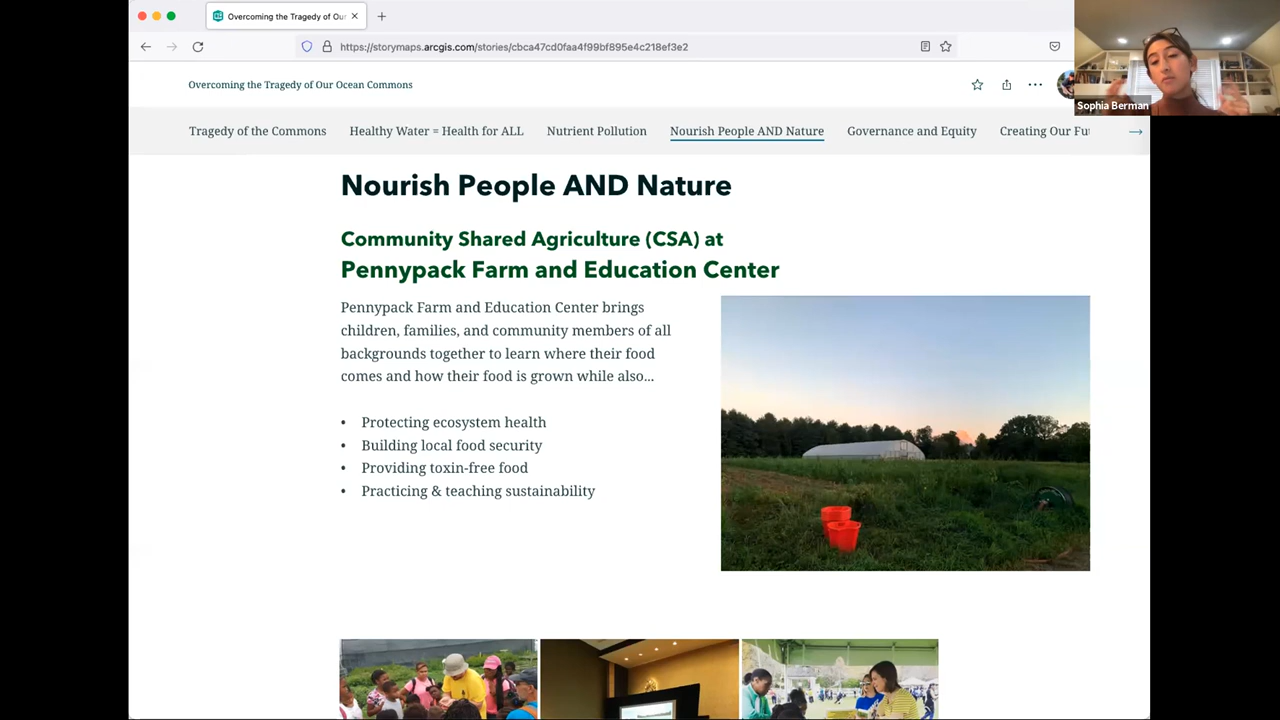 Overcoming the Tragedy of Our
https://storymaps.arcgis.com/stories/cbca47cd0faa4f99bf895e4c218ef3e2
Overcoming the Tragedy of Our Ocean Commons
Sophia Berman
Tragedy of the Commons Healthy Water = Health for ALL Nutrient Pollution Nourish People AND Nature Governance and Equity Creating Our Fu
Nourish People AND Nature
Community Shared Agriculture (CSA) at
Pennypack Farm and Education Center
Pennypack Farm and Education Center brings
children, families, and community members of all
backgrounds together to learn where their food
comes and how their food is grown while also...
• Protecting ecosystem health
• Building local food security
• Providing toxin-free food
• Practicing & teaching sustainability